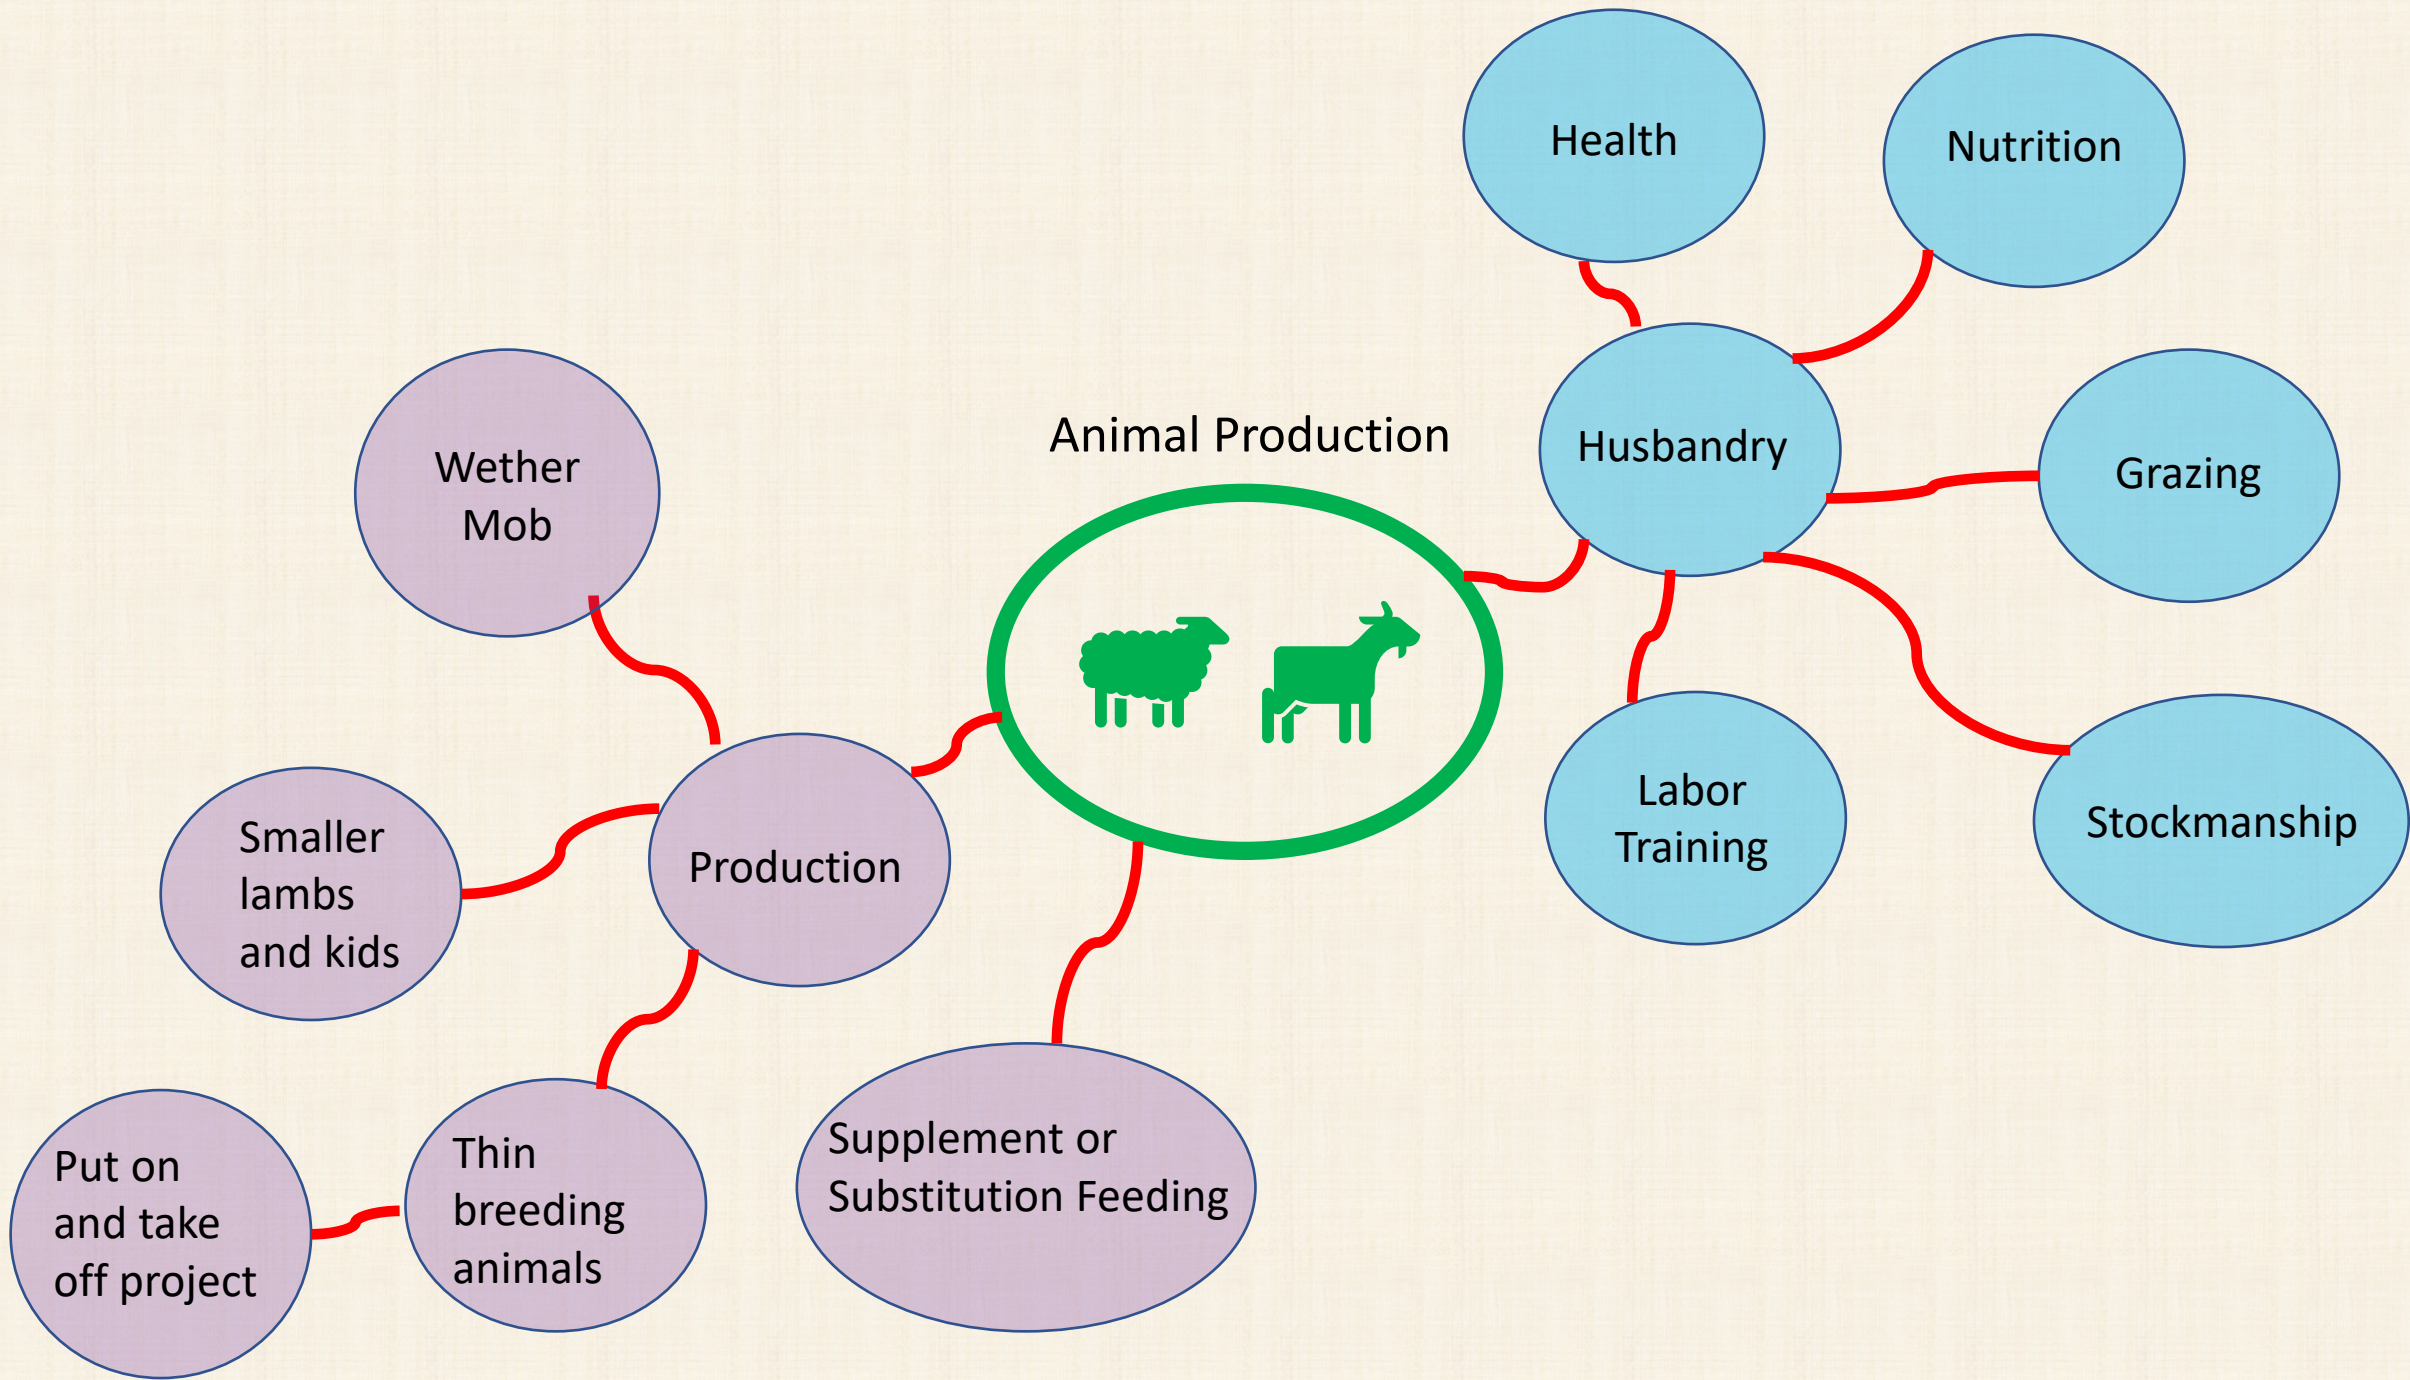 Health
Nutrition
Animal Production
Husbandry
Grazing
Wether
Mob
Labor
Training
Stockmanship
Smaller
lambs
and kids
Production
Put on
and take
off project
Thin
breeding
animals
Supplement or
Substitution Feeding